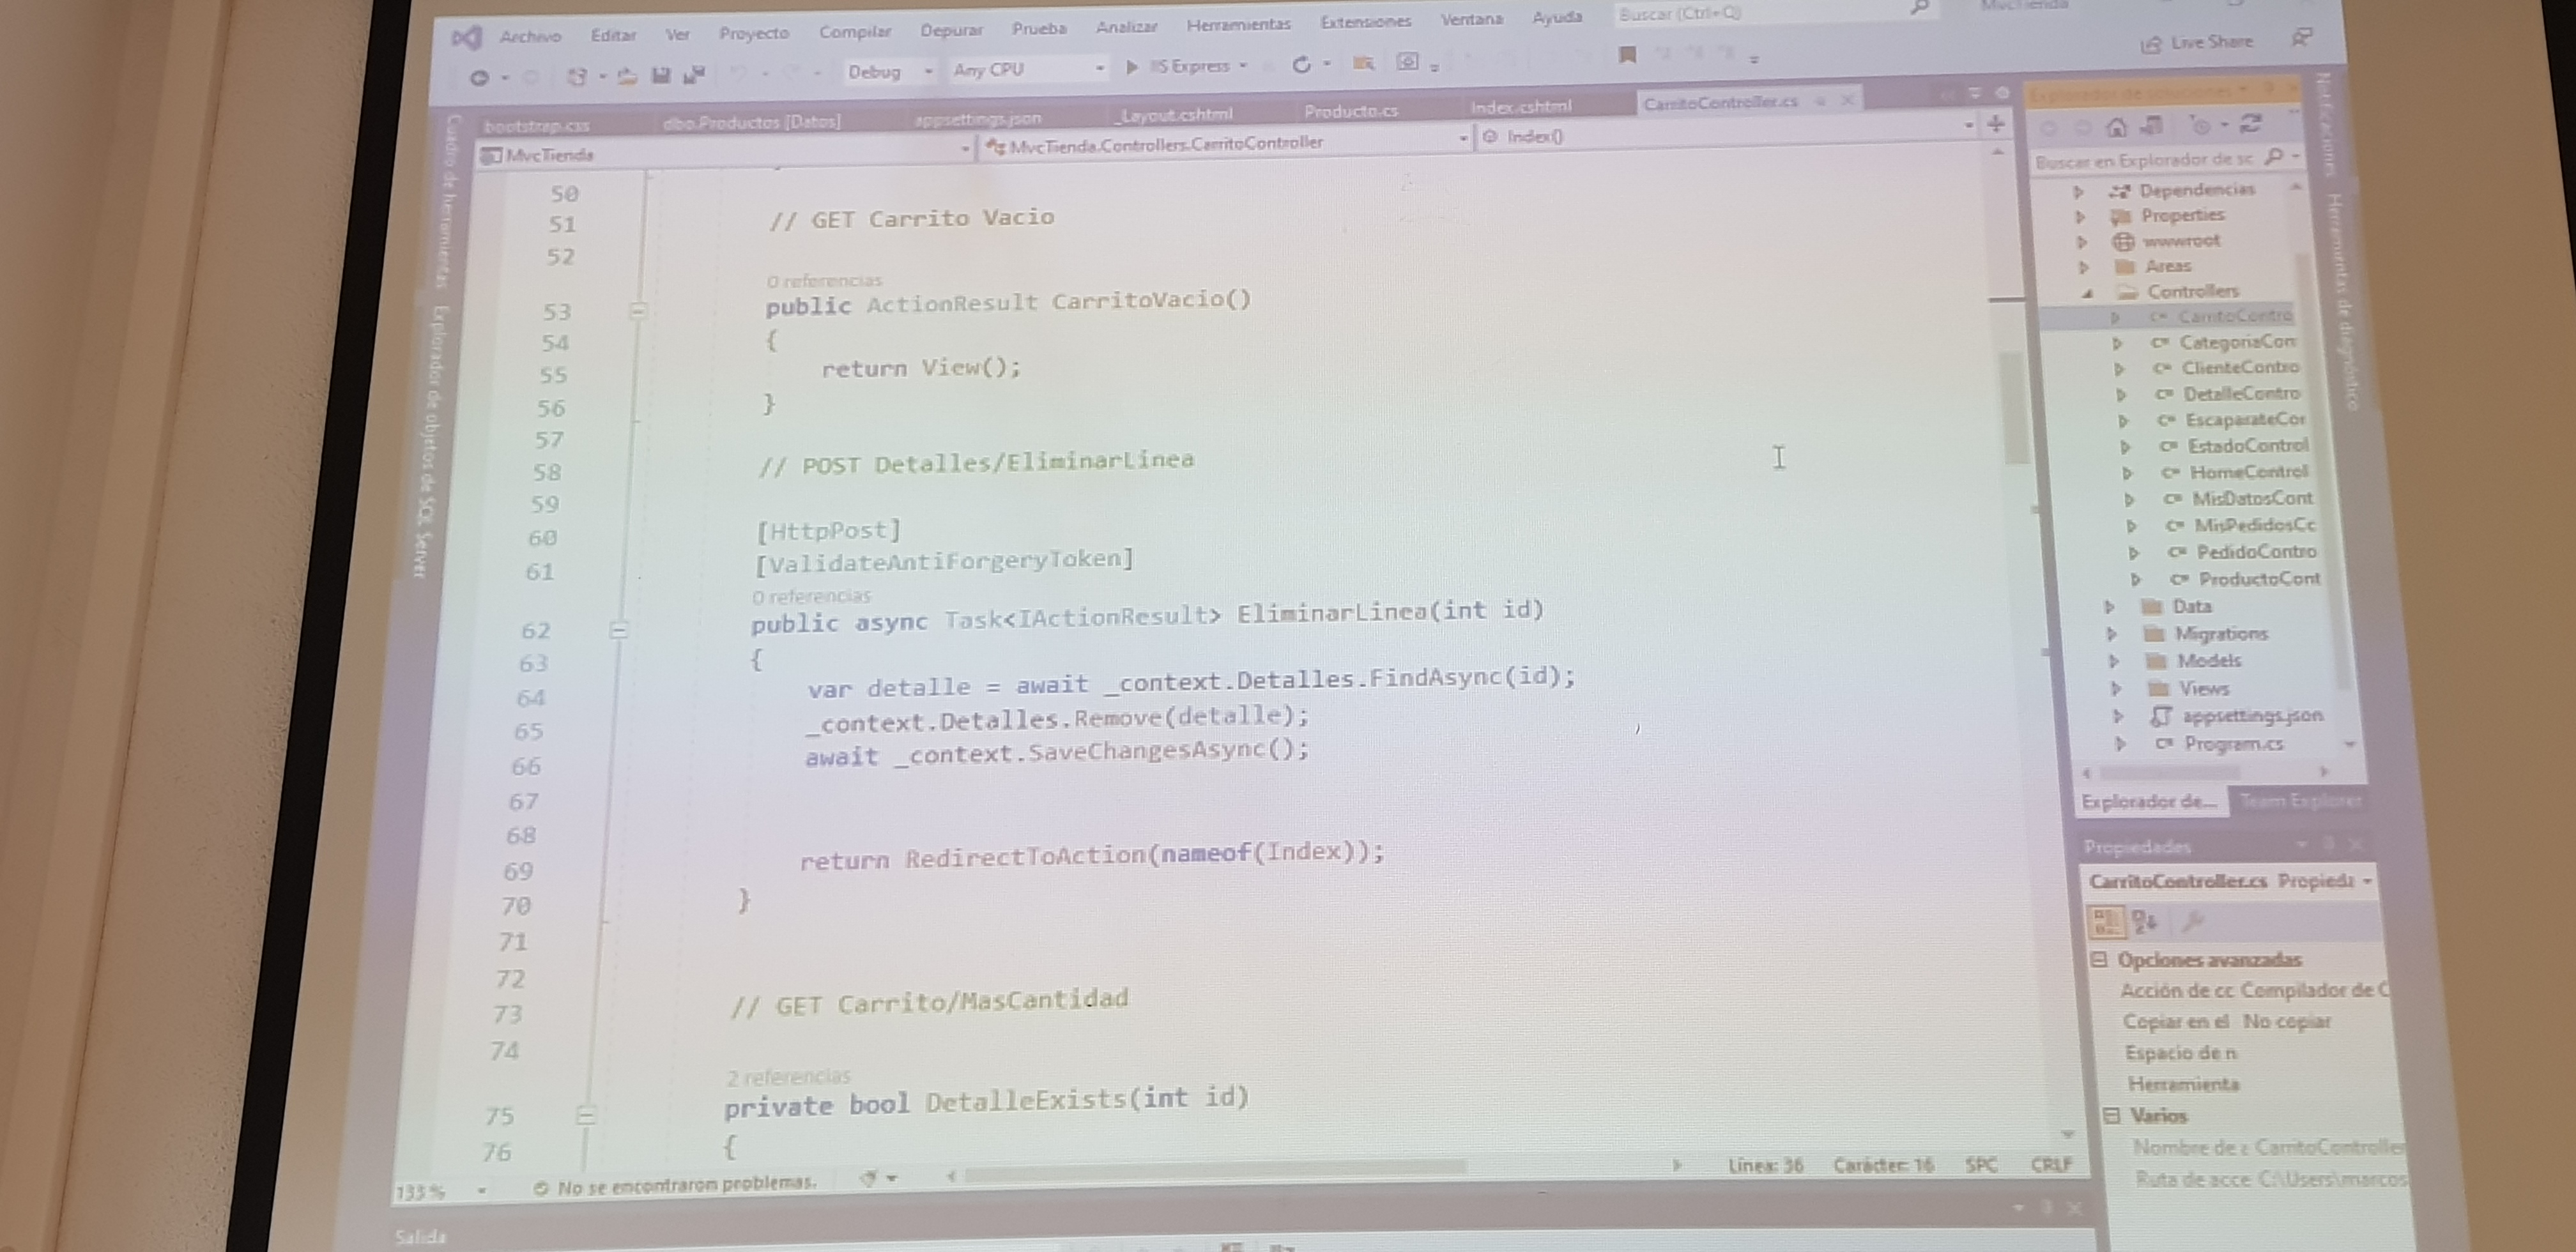 Archivo Editar Ver Proyecto Compilar Depurar Prueba Analizar Herramientas Extensiones Ventana Ayuda Buscar (Ctrl+Q) MvcTienda
Debug Any CPU IIS Express Live Share
bootstrap.css dbo.Productos [Datos] appsettings.json _Layout.cshtml Producto.cs Index.cshtml CarritoController.cs
MvcTienda MvcTienda.Controllers.CarritoController Index()
Cuadro de herramientas Explorador de objetos de SQL Server
50
51 // GET Carrito Vacio
52
0 referencias
53 public ActionResult CarritoVacio()
54 {
55 return View();
56 }
57
58 // POST Detalles/EliminarLinea
59
60 [HttpPost]
61 [ValidateAntiForgeryToken]
0 referencias
62 public async Task<IActionResult> EliminarLinea(int id)
63 {
64 var detalle = await _context.Detalles.FindAsync(id);
65 _context.Detalles.Remove(detalle);
66 await _context.SaveChangesAsync();
67
68
69 return RedirectToAction(nameof(Index));
70 }
71
72
73 // GET Carrito/MasCantidad
74
2 referencias
75 private bool DetalleExists(int id)
76 {
133 % No se encontraron problemas. Línea: 36 Carácter: 16 SPC CRLF
Salida
Explorador de soluciones
Buscar en Explorador de sc
Dependencias
Properties
wwwroot
Areas
Controllers
CarritoContro
CategoriaCon
ClienteContro
DetalleContro
EscaparateCor
EstadoControl
HomeControl
MisDatosCont
MisPedidosCc
PedidoContro
ProductoCont
Data
Migrations
Models
Views
appsettings.json
Program.cs
Explorador de... Team Explorer
Propiedades
CarritoController.cs Propieda
Opciones avanzadas
Acción de cc Compilador de C
Copiar en el No copiar
Espacio de n
Herramienta
Varios
Nombre de a CarritoController
Ruta de acce C:\Users\marcos
Notificaciones Herramientas de diagnóstico